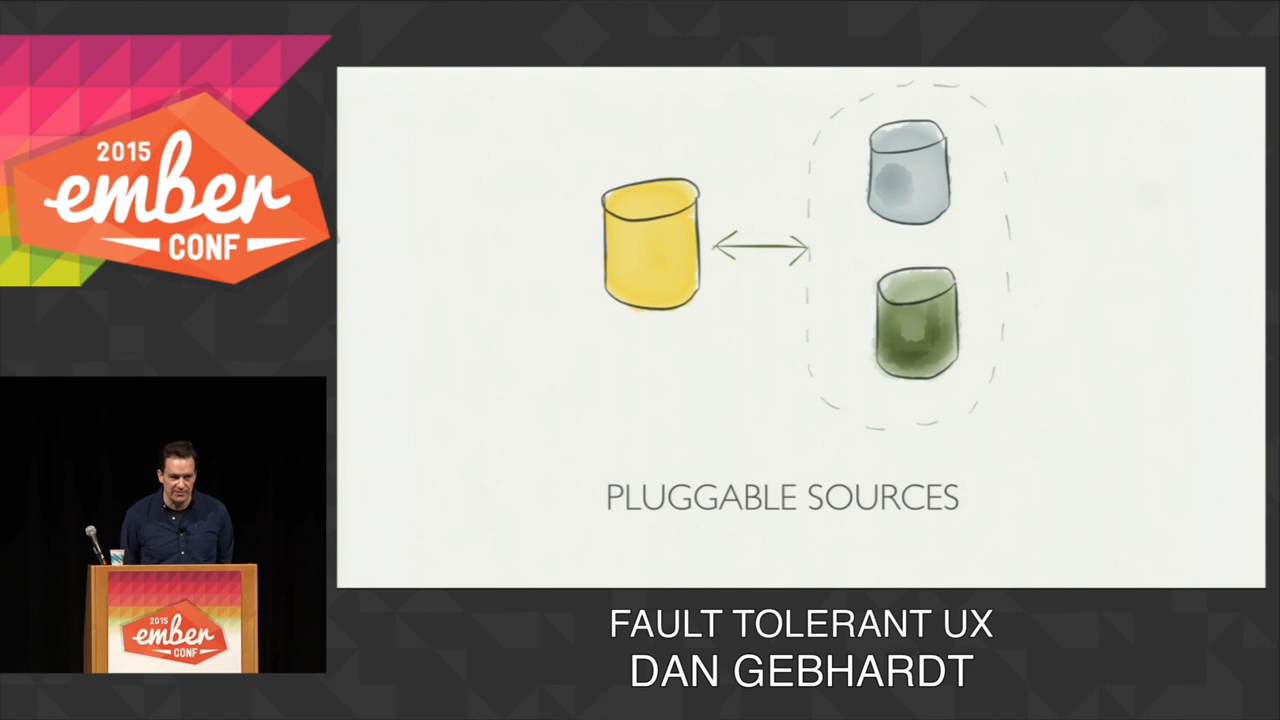 2015
ember
CONF
PLUGGABLE SOURCES
2015
ember
CONF
FAULT TOLERANT UX
DAN GEBHARDT